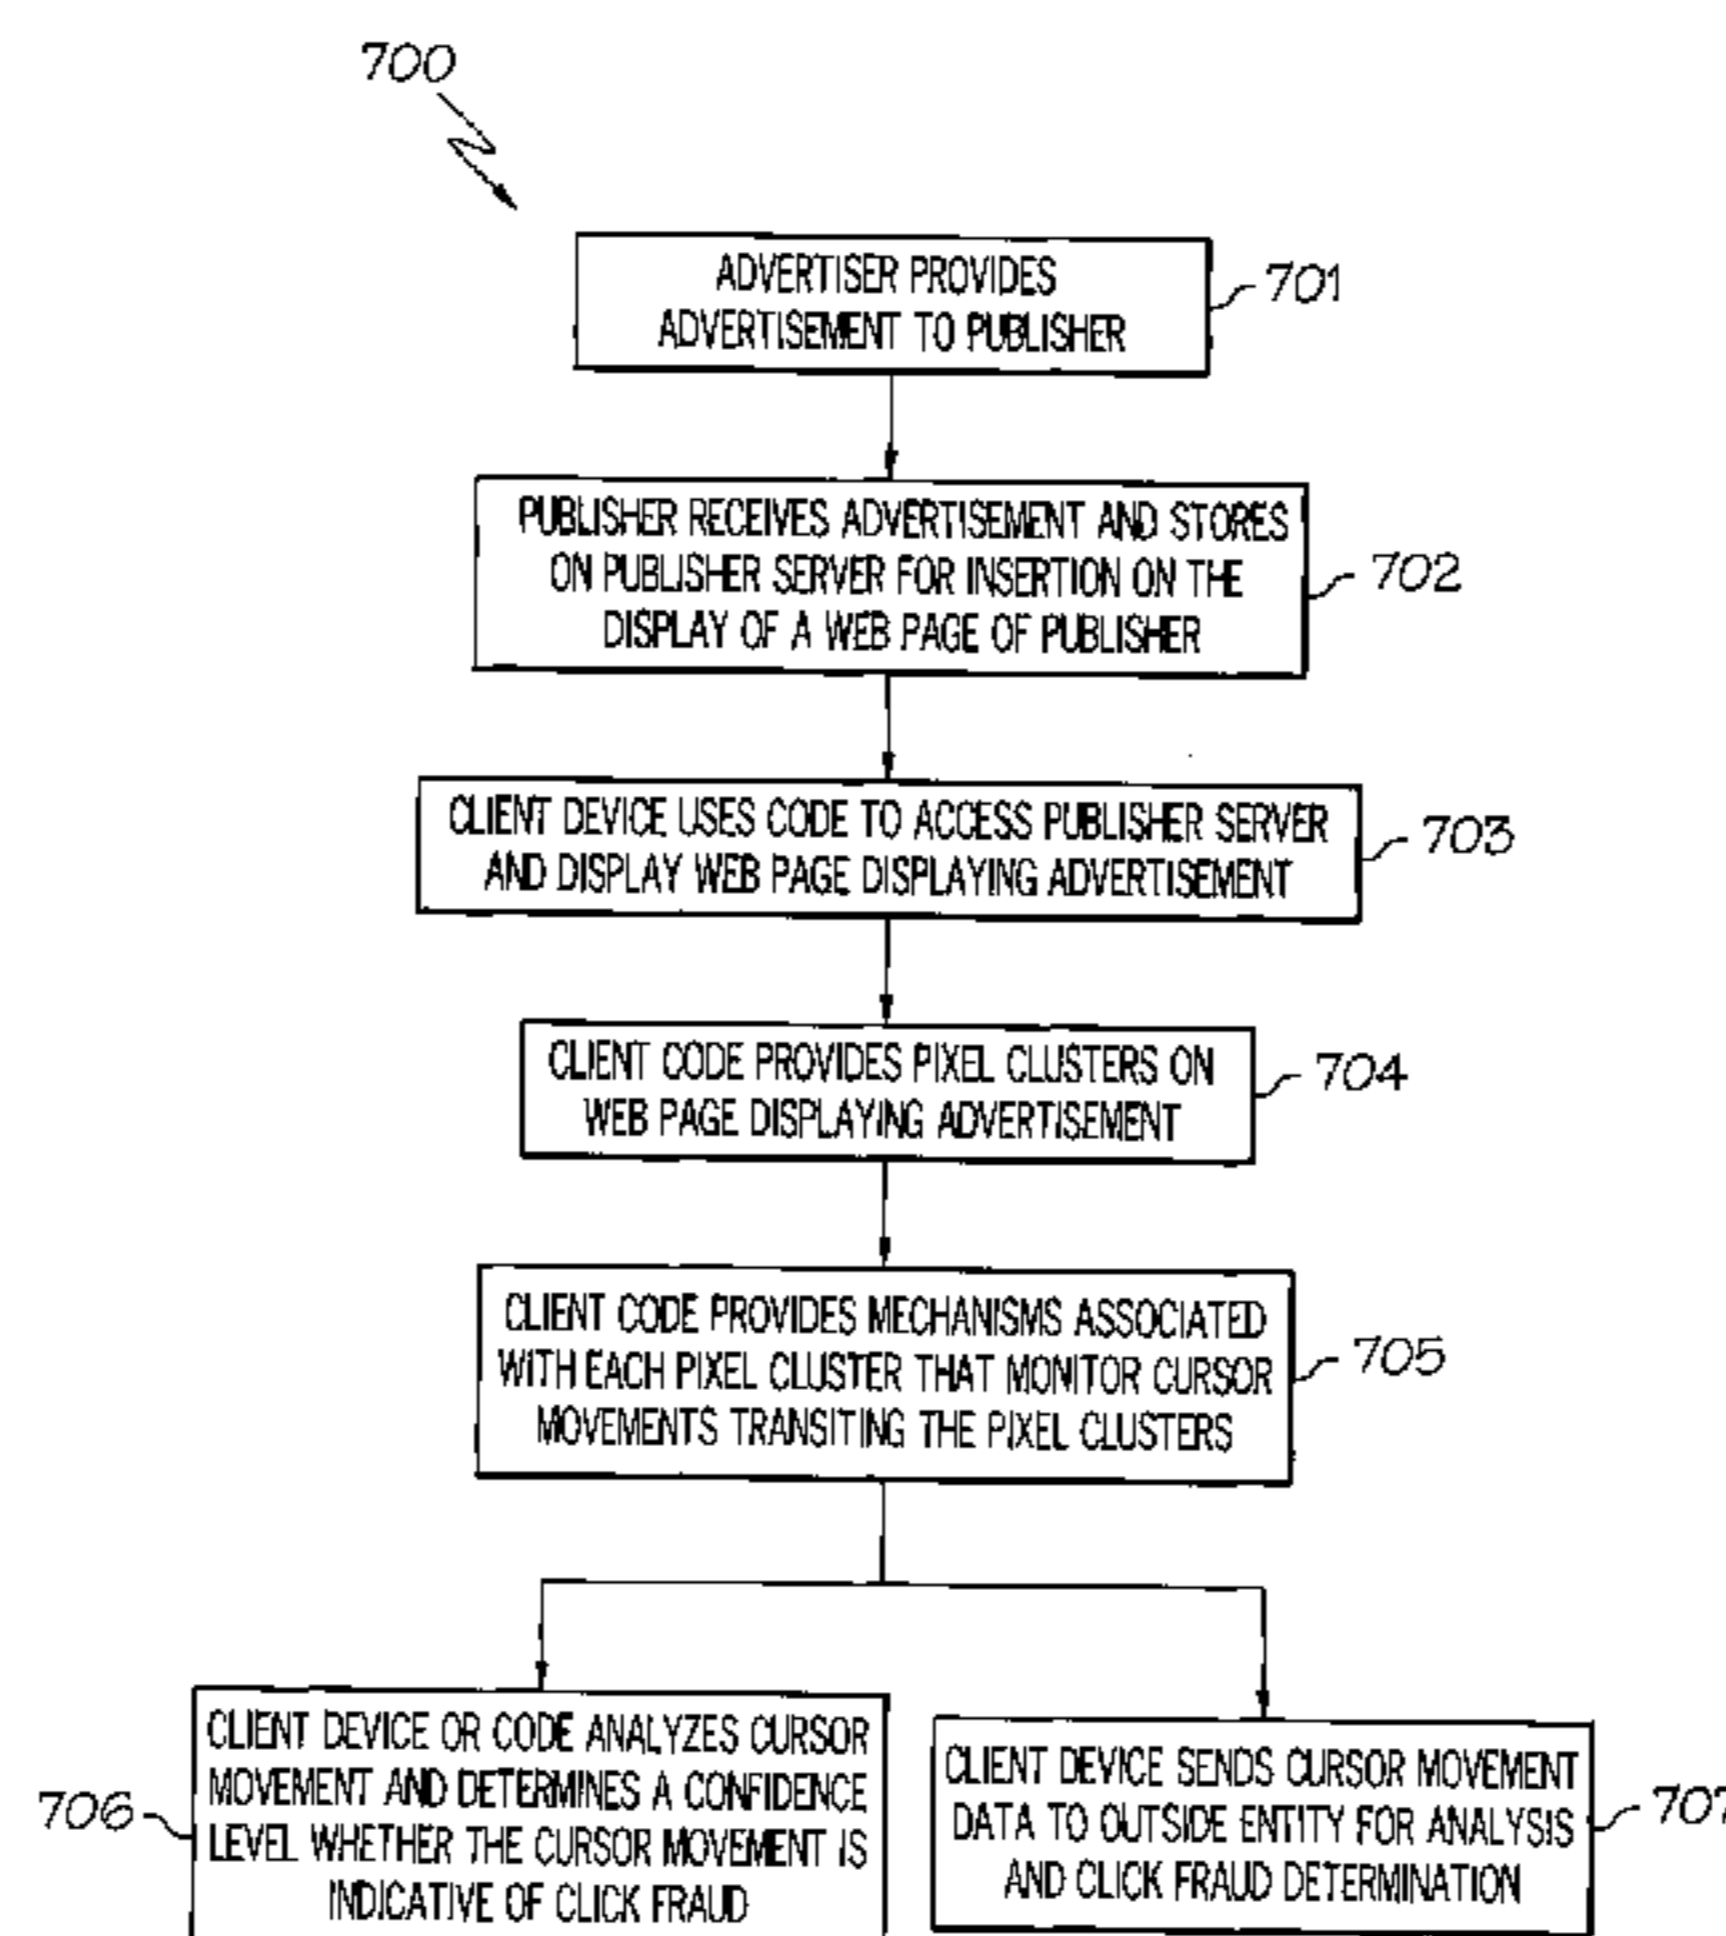 700
ADVERTISER PROVIDES
ADVERTISEMENT TO PUBLISHER
701
PUBLISHER RECEIVES ADVERTISEMENT AND STORES
ON PUBLISHER SERVER FOR INSERTION ON THE
DISPLAY OF A WEB PAGE OF PUBLISHER
702
CLIENT DEVICE USES CODE TO ACCESS PUBLISHER SERVER
AND DISPLAY WEB PAGE DISPLAYING ADVERTISEMENT
703
CLIENT CODE PROVIDES PIXEL CLUSTERS ON
WEB PAGE DISPLAYING ADVERTISEMENT
704
CLIENT CODE PROVIDES MECHANISMS ASSOCIATED
WITH EACH PIXEL CLUSTER THAT MONITOR CURSOR
MOVEMENTS TRANSITING THE PIXEL CLUSTERS
705
CLIENT DEVICE OR CODE ANALYZES CURSOR
MOVEMENT AND DETERMINES A CONFIDENCE
LEVEL WHETHER THE CURSOR MOVEMENT IS
INDICATIVE OF CLICK FRAUD
706
CLIENT DEVICE SENDS CURSOR MOVEMENT
DATA TO OUTSIDE ENTITY FOR ANALYSIS
AND CLICK FRAUD DETERMINATION
707